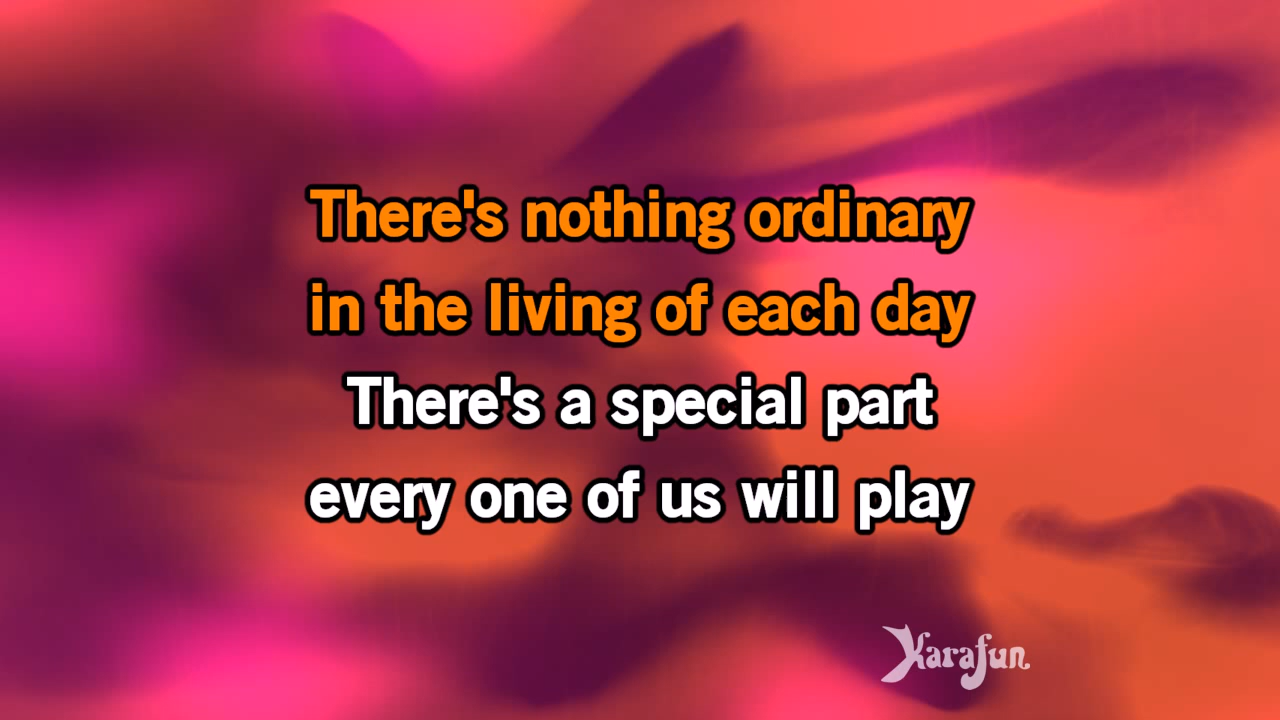 There's nothing ordinary
in the living of each day
There's a special part
every one of us will play
Karafun